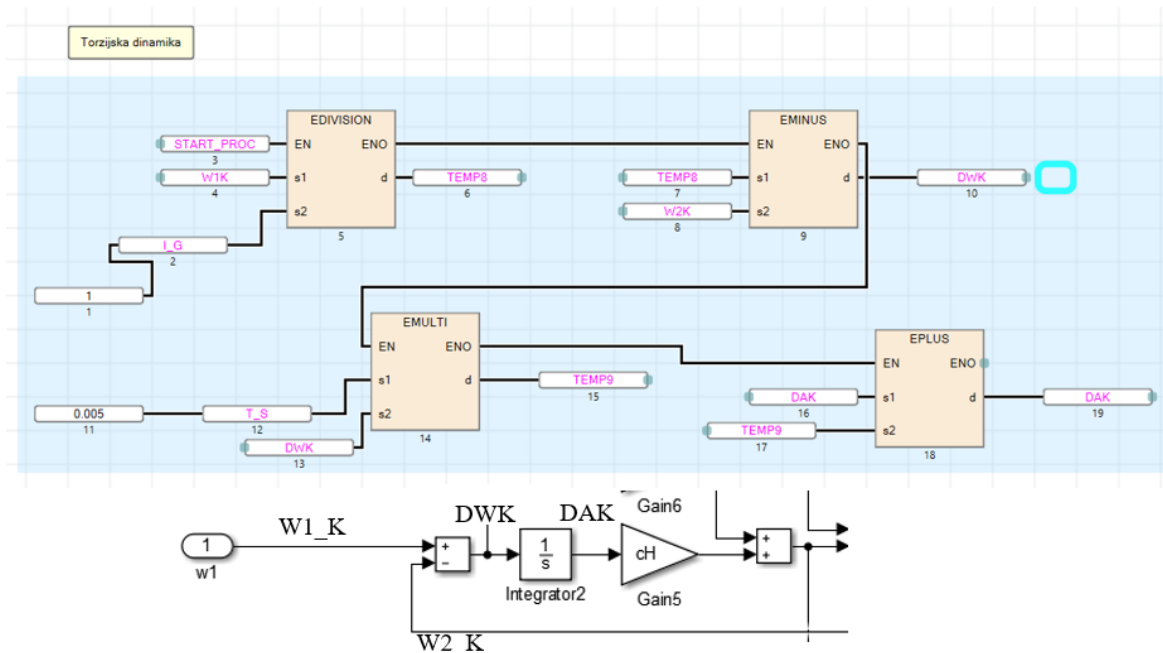 Torzijska dinamika
EDIVISION EMINUS
START_PROC EN ENO EN ENO
3
W1K s1 d TEMP8 TEMP8 s1 d DWK
4 6 7 10
s2 W2K s2
5 8 9
I_G
2
1
1
EMULTI
EN ENO EPLUS
EN ENO
s1 d TEMP9
15 DAK s1 d DAK
0.005 T_S s2 16 19
11 12 14 TEMP9 s2
DWK 17 18
13
Gain6
W1_K DWK DAK
1 + 1 cH +
− s +
w1 Integrator2 Gain5
W2_K